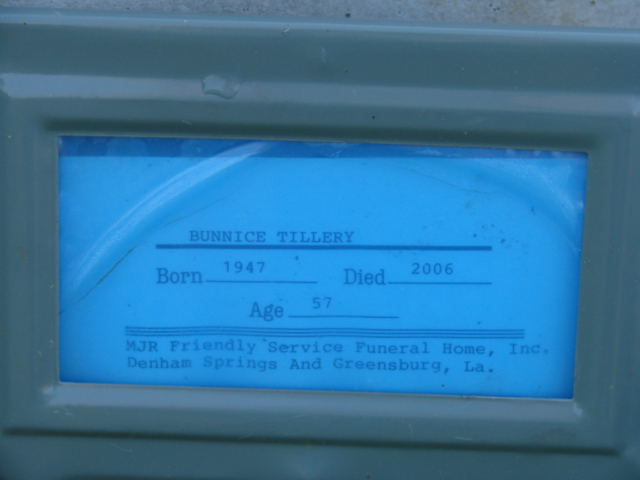 BUNNICE TILLERY
Born 1947 Died 2006
Age 57
MJR Friendly Service Funeral Home, Inc.
Denham Springs And Greensburg, La.